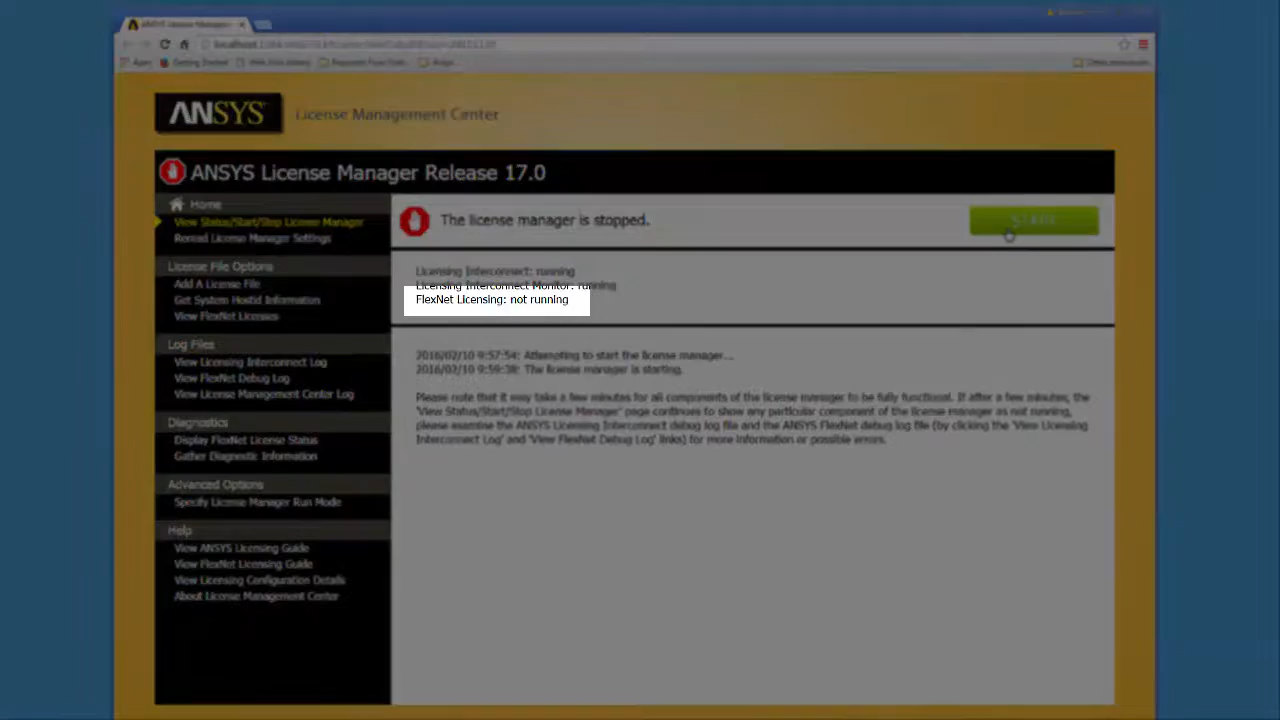 ANSYS License Manager
Apps Getting Started
ANSYS License Management Center
ANSYS License Manager Release 17.0
Home
View Status/Start/Stop License Manager
Reread License Manager Settings
License File Options
Add A License File
Get System Hostid Information
View FlexNet Licenses
Log Files
View Licensing Interconnect Log
View FlexNet Debug Log
View License Management Center Log
Diagnostics
Display FlexNet License Status
Gather Diagnostic Information
Advanced Options
Specify License Manager Run Mode
Help
View ANSYS Licensing Guide
View FlexNet Licensing Guide
View Licensing Configuration Details
About License Management Center
The license manager is stopped.
START
Licensing Interconnect: running
Licensing Interconnect Monitor: running
FlexNet Licensing: not running
2016/02/10 9:57:54: Attempting to start the license manager...
2016/02/10 9:59:38: The license manager is starting.
Please note that it may take a few minutes for all components of the license manager to be fully functional. If after a few minutes, the
'View Status/Start/Stop License Manager' page continues to show any particular component of the license manager as not running,
please examine the ANSYS Licensing Interconnect debug log file and the ANSYS FlexNet debug log file (by clicking the 'View Licensing
Interconnect Log' and 'View FlexNet Debug Log' links) for more information or possible errors.